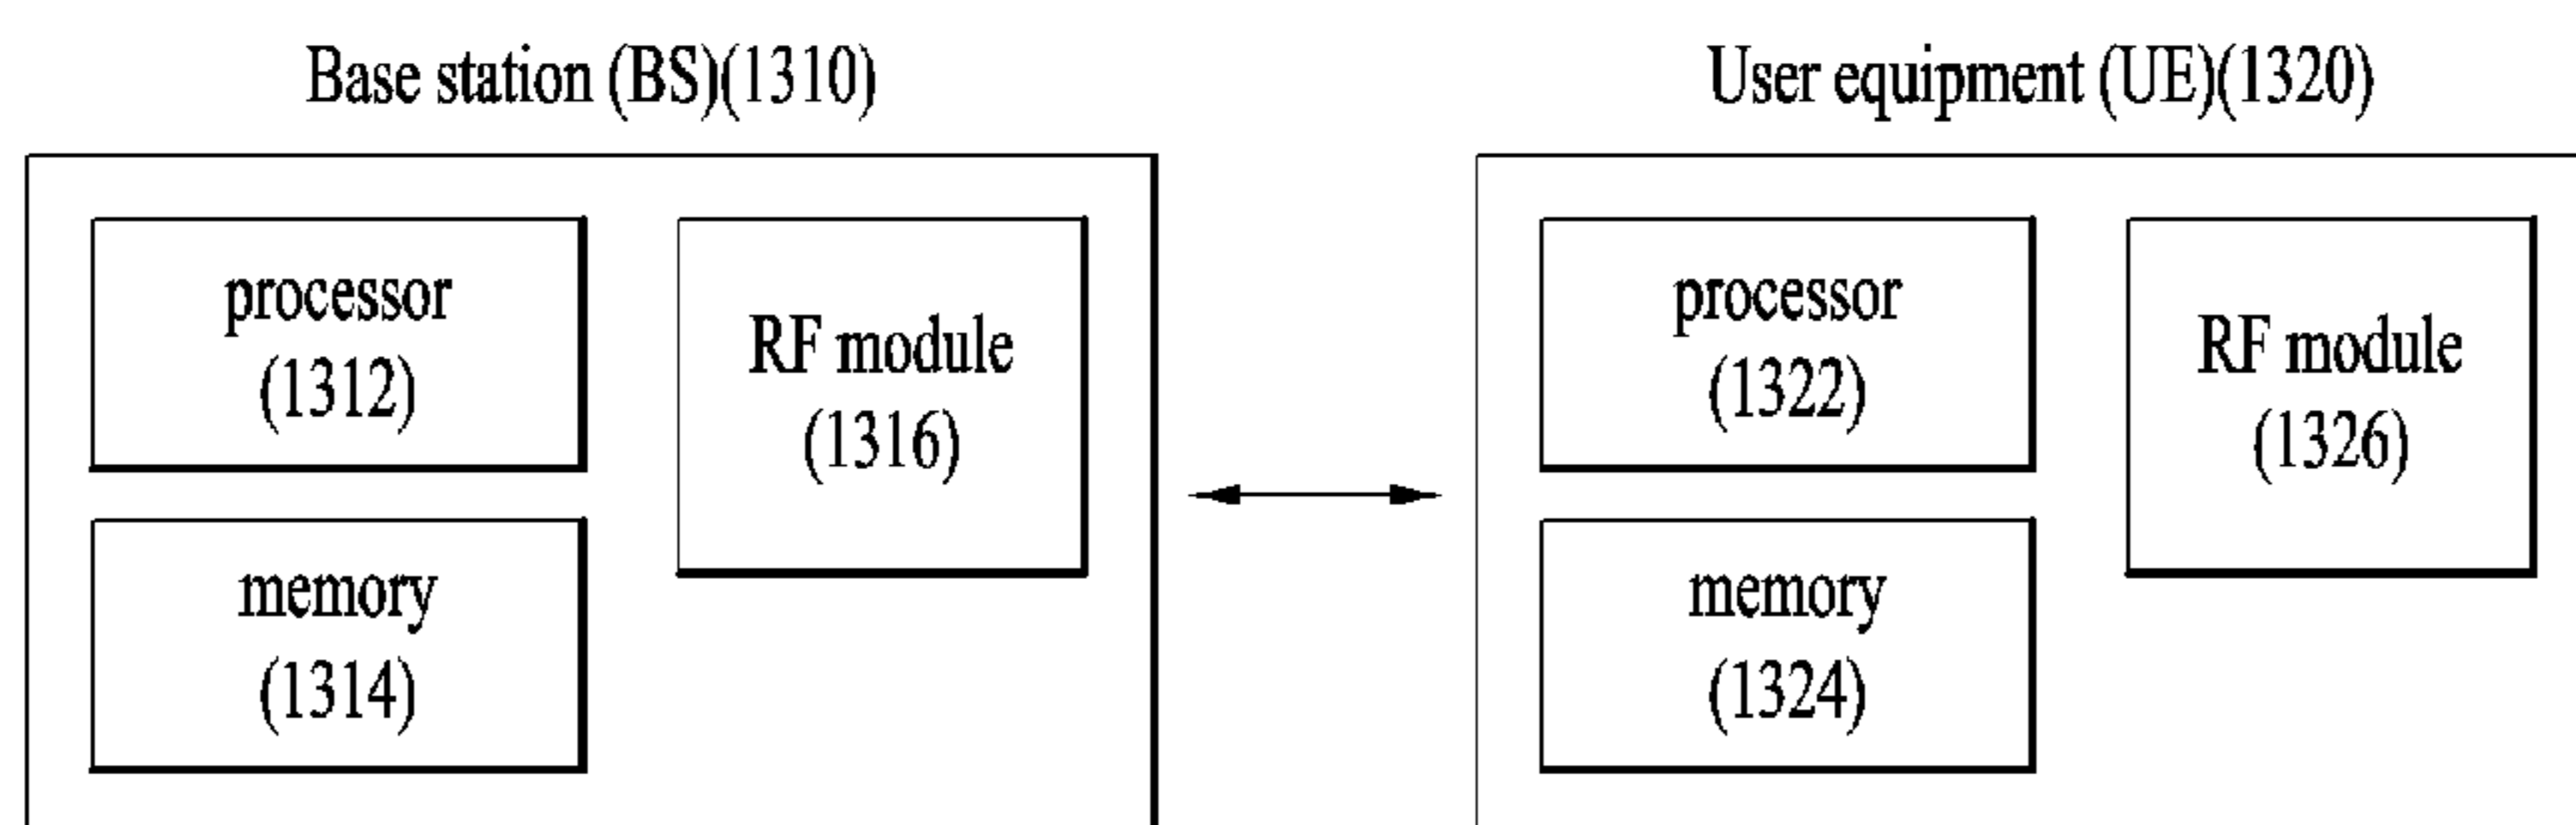 Base station (BS)(1310)
processor
(1312)
RF module
(1316)
memory
(1314)
User equipment (UE)(1320)
processor
(1322)
RF module
(1326)
memory
(1324)